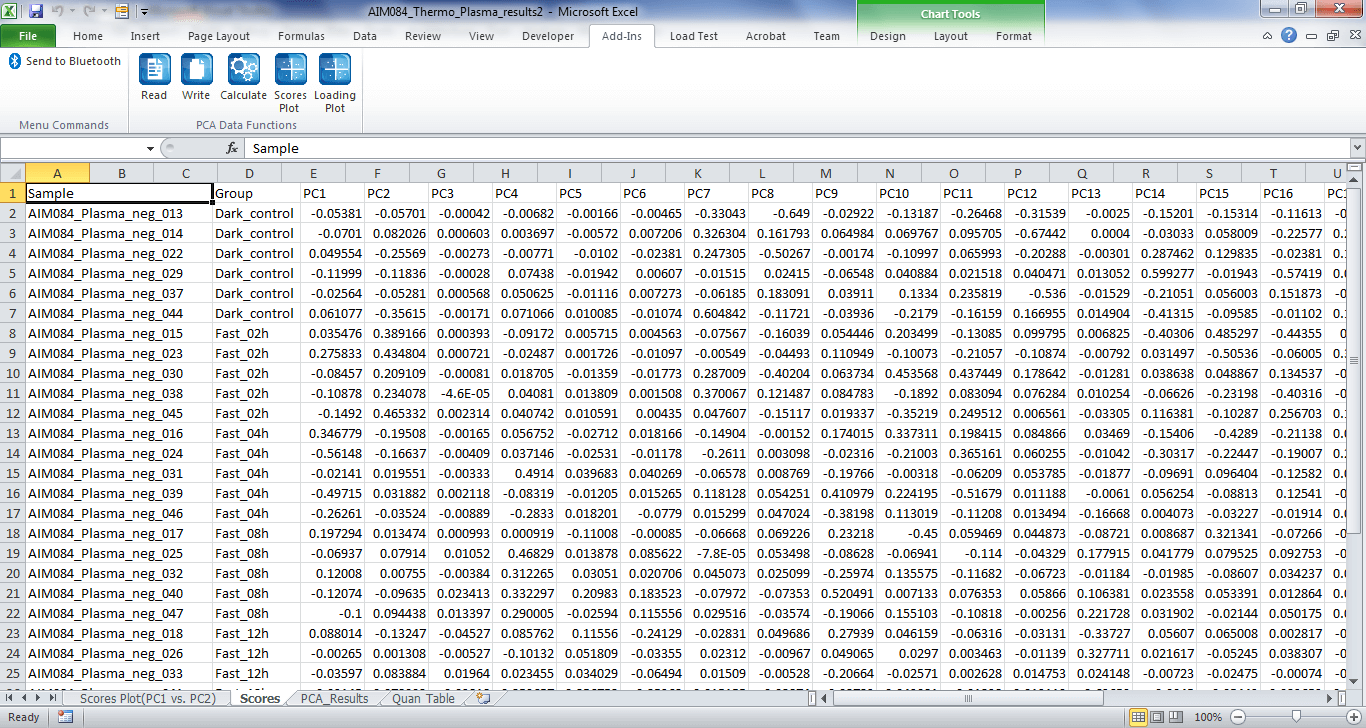 AIM084_Thermo_Plasma_results2 - Microsoft Excel
Chart Tools
File Home Insert Page Layout Formulas Data Review View Developer Add-Ins Load Test Acrobat Team Design Layout Format
Send to Bluetooth
Read Write Calculate Scores Plot Loading Plot
Menu Commands PCA Data Functions
fx Sample
A B C D E F G H I J K L M N O P Q R S T U
1 Sample Group PC1 PC2 PC3 PC4 PC5 PC6 PC7 PC8 PC9 PC10 PC11 PC12 PC13 PC14 PC15 PC16
2 AIM084_Plasma_neg_013 Dark_control -0.05381 -0.05701 -0.00042 -0.00682 -0.00166 -0.00465 -0.33043 -0.649 -0.02922 -0.13187 -0.26468 -0.31539 -0.0025 -0.15201 -0.15314 -0.11613
3 AIM084_Plasma_neg_014 Dark_control -0.0701 0.082026 0.000603 0.003697 -0.00572 0.007206 0.326304 0.161793 0.064984 0.069767 0.095705 -0.67442 0.0004 -0.03033 0.058009 -0.22577
4 AIM084_Plasma_neg_022 Dark_control 0.049554 -0.25569 -0.00273 -0.00771 -0.0102 -0.02381 0.247305 -0.50267 -0.00174 -0.10997 0.065993 -0.20288 -0.00301 0.287462 0.129835 -0.02381
5 AIM084_Plasma_neg_029 Dark_control -0.11999 -0.11836 -0.00028 0.07438 -0.01942 0.00607 -0.01515 0.02415 -0.06548 0.040884 0.021518 0.040471 0.013052 0.599277 -0.01943 -0.57419
6 AIM084_Plasma_neg_037 Dark_control -0.02564 -0.05281 0.000568 0.050625 -0.01116 0.007273 -0.06185 0.183091 0.03911 0.1334 0.235819 -0.536 -0.01529 -0.21051 0.056003 0.151873
7 AIM084_Plasma_neg_044 Dark_control 0.061077 -0.35615 -0.00171 0.071066 0.010085 -0.01074 0.604842 -0.11721 -0.03936 -0.2179 -0.16159 0.166955 0.014904 -0.41315 -0.09585 -0.01102
8 AIM084_Plasma_neg_015 Fast_02h 0.035476 0.389166 0.000393 -0.09172 0.005715 0.004563 -0.07567 -0.16039 0.054446 0.203499 -0.13085 0.099795 0.006825 -0.40306 0.485297 -0.44355
9 AIM084_Plasma_neg_023 Fast_02h 0.275833 0.434804 0.000721 -0.02487 0.001726 -0.01097 -0.00549 -0.04493 0.110949 -0.10073 -0.21057 -0.10874 -0.00792 0.031497 -0.50536 -0.06005
10 AIM084_Plasma_neg_030 Fast_02h -0.08457 0.209109 -0.00081 0.018705 -0.01359 -0.01773 0.287009 -0.40204 0.063734 0.453568 0.437449 0.178642 -0.01281 0.038638 0.048867 0.134537
11 AIM084_Plasma_neg_038 Fast_02h -0.10878 0.234078 -4.6E-05 0.04081 0.013809 0.001508 0.370067 0.121487 0.084783 -0.1892 0.083094 0.076284 0.010254 -0.06626 -0.23198 -0.40316
12 AIM084_Plasma_neg_045 Fast_02h -0.1492 0.465332 0.002314 0.040742 0.010591 0.00435 0.047607 -0.15117 0.019337 -0.35219 0.249512 0.006561 -0.03305 0.116381 -0.10287 0.256703
13 AIM084_Plasma_neg_016 Fast_04h 0.346779 -0.19508 -0.00165 0.056752 -0.02712 0.018166 -0.14904 -0.00152 0.174015 0.337311 0.198415 0.084866 0.03469 -0.15406 -0.4289 -0.21138
14 AIM084_Plasma_neg_024 Fast_04h -0.56148 -0.16637 -0.00409 0.037146 -0.02531 -0.01178 -0.2611 0.003098 -0.02316 -0.21003 0.365161 0.060255 -0.01042 -0.30317 -0.22447 -0.19007
15 AIM084_Plasma_neg_031 Fast_04h -0.02141 0.019551 -0.00333 0.4914 0.039683 0.040269 -0.06578 0.008769 -0.19766 -0.00318 -0.06209 0.053785 -0.01877 -0.09691 0.096404 -0.12582
16 AIM084_Plasma_neg_039 Fast_04h -0.49715 0.031882 0.002118 -0.08319 -0.01205 0.015265 0.118128 0.054251 0.410979 0.224195 -0.51679 0.011188 -0.0061 0.056254 -0.08813 0.12541
17 AIM084_Plasma_neg_046 Fast_04h -0.26261 -0.03524 -0.00889 -0.2833 0.018201 -0.0779 0.015299 0.047024 -0.38198 0.113019 -0.11208 0.013494 -0.16668 0.004073 -0.03227 -0.01914
18 AIM084_Plasma_neg_017 Fast_08h 0.197294 0.013474 0.000993 0.000919 -0.11008 -0.00085 -0.06668 0.069226 0.23218 -0.45 0.059469 0.044873 -0.08721 0.008687 0.321341 -0.07266
19 AIM084_Plasma_neg_025 Fast_08h -0.06937 0.07914 0.01052 0.46829 0.013878 0.085622 -7.8E-05 0.053498 -0.08628 -0.06941 -0.114 -0.04329 0.177915 0.041779 0.079525 0.092753
20 AIM084_Plasma_neg_032 Fast_08h 0.12008 0.00755 -0.00384 0.312265 0.03051 0.020706 0.045073 0.025099 -0.25974 0.135575 -0.11682 -0.06723 -0.01184 -0.01985 -0.08607 0.034237
21 AIM084_Plasma_neg_040 Fast_08h -0.12074 -0.09635 0.023413 0.332297 0.20983 0.183523 -0.07972 -0.07353 0.520491 0.007133 0.076353 0.05866 0.106381 0.023558 0.053391 0.012864
22 AIM084_Plasma_neg_047 Fast_08h -0.1 0.094438 0.013397 0.290005 -0.02594 0.115556 0.029516 -0.03574 -0.19066 0.155103 -0.10818 -0.00256 0.221728 0.031902 -0.02144 0.050175
23 AIM084_Plasma_neg_018 Fast_12h 0.088014 -0.13247 -0.04527 0.085762 0.11556 -0.24129 -0.02831 0.049686 0.27939 0.046159 -0.06316 -0.03131 -0.33727 0.05607 0.065008 0.002817
24 AIM084_Plasma_neg_026 Fast_12h -0.00265 0.001308 -0.00527 -0.10132 0.051809 -0.03355 0.02312 -0.00967 0.049065 0.0297 0.003463 -0.01139 0.327711 0.021617 -0.05245 0.038307
25 AIM084_Plasma_neg_033 Fast_12h -0.03597 0.083884 0.01964 0.023455 0.034029 -0.06494 0.01509 -0.00528 -0.20664 -0.02571 0.002628 0.014753 0.024148 -0.00723 -0.02475 -0.00074
Scores Plot(PC1 vs. PC2) Scores PCA_Results Quan Table
Ready 100%